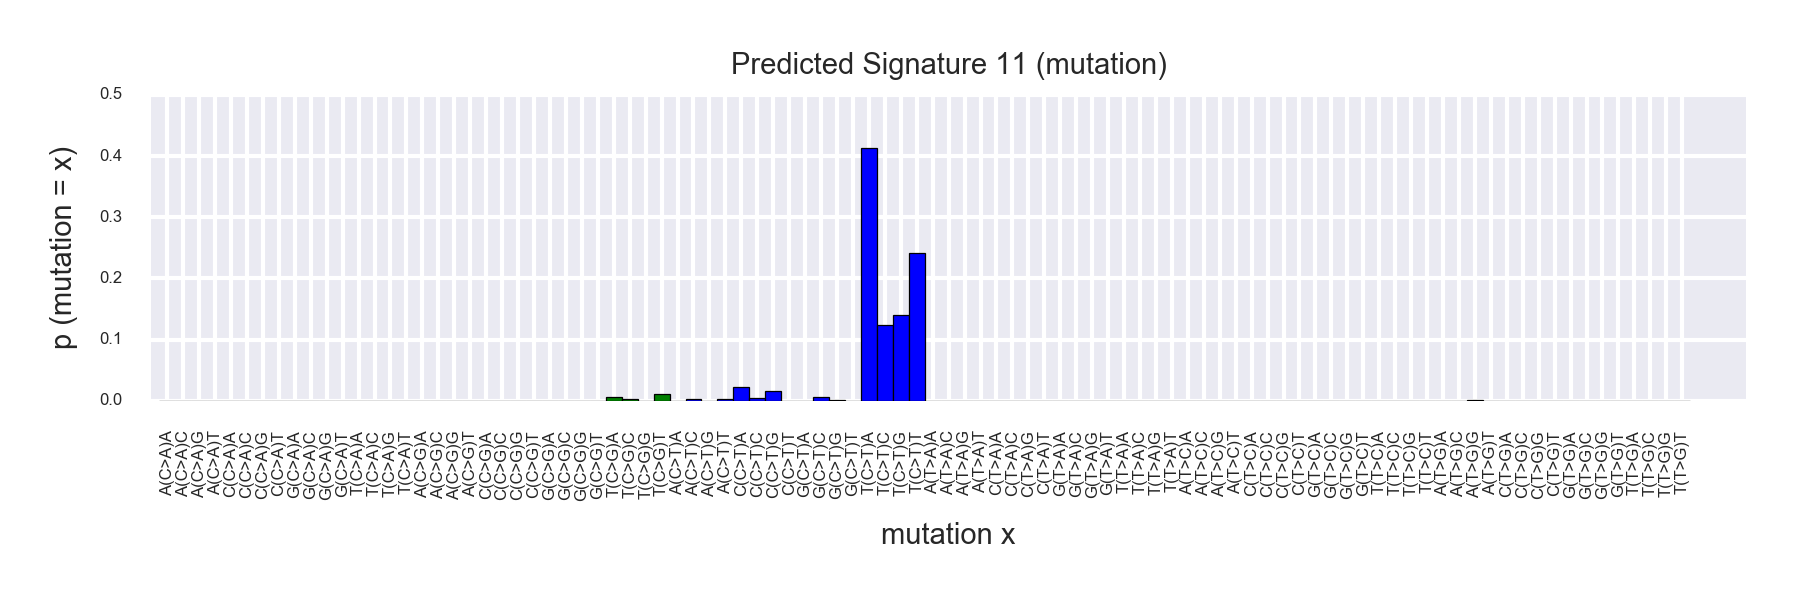 Predicted Signature 11 (mutation)
0.5
0.4
0.3
0.2
0.1
0.0
p (mutation = x)
A(C>A)A
A(C>A)C
A(C>A)G
A(C>A)T
C(C>A)A
C(C>A)C
C(C>A)G
C(C>A)T
G(C>A)A
G(C>A)C
G(C>A)G
G(C>A)T
T(C>A)A
T(C>A)C
T(C>A)G
T(C>A)T
A(C>G)A
A(C>G)C
A(C>G)G
A(C>G)T
C(C>G)A
C(C>G)C
C(C>G)G
C(C>G)T
G(C>G)A
G(C>G)C
G(C>G)G
G(C>G)T
T(C>G)A
T(C>G)C
T(C>G)G
T(C>G)T
A(C>T)A
A(C>T)C
A(C>T)G
A(C>T)T
C(C>T)A
C(C>T)C
C(C>T)G
C(C>T)T
G(C>T)A
G(C>T)C
G(C>T)G
G(C>T)T
T(C>T)A
T(C>T)C
T(C>T)G
T(C>T)T
A(T>A)A
A(T>A)C
A(T>A)G
A(T>A)T
C(T>A)A
C(T>A)C
C(T>A)G
C(T>A)T
G(T>A)A
G(T>A)C
G(T>A)G
G(T>A)T
T(T>A)A
T(T>A)C
T(T>A)G
T(T>A)T
A(T>C)A
A(T>C)C
A(T>C)G
A(T>C)T
C(T>C)A
C(T>C)C
C(T>C)G
C(T>C)T
G(T>C)A
G(T>C)C
G(T>C)G
G(T>C)T
T(T>C)A
T(T>C)C
T(T>C)G
T(T>C)T
A(T>G)A
A(T>G)C
A(T>G)G
A(T>G)T
C(T>G)A
C(T>G)C
C(T>G)G
C(T>G)T
G(T>G)A
G(T>G)C
G(T>G)G
G(T>G)T
T(T>G)A
T(T>G)C
T(T>G)G
T(T>G)T
mutation x